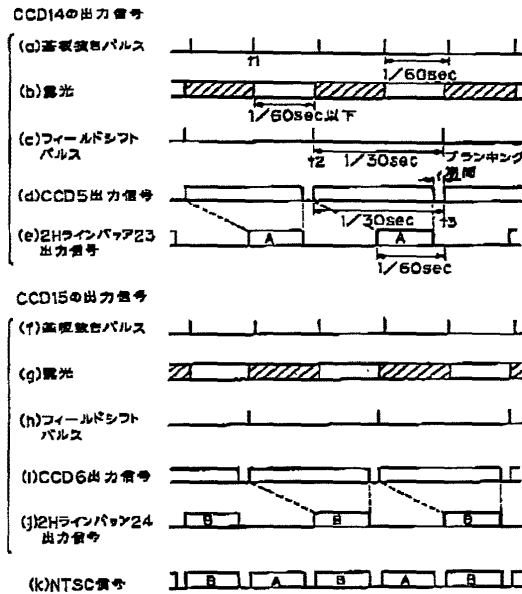 CCD14の出力信号
(a)基板抜きパルス
t1
1/60sec
(b)露光
1/60sec以下
(c)フィールドシフト
パルス
t2
1/30sec
ブランキング
期間
(d)CCD5出力信号
t3
1/30sec
(e)2Hラインバッファ23
出力信号
A
A
1/60sec
CCD15の出力信号
(f)基板抜きパルス
(g)露光
(h)フィールドシフト
パルス
(i)CCD6出力信号
(j)2Hラインバッファ24
出力信号
B
B
B
(k)NTSC信号
B
A
B
A
B